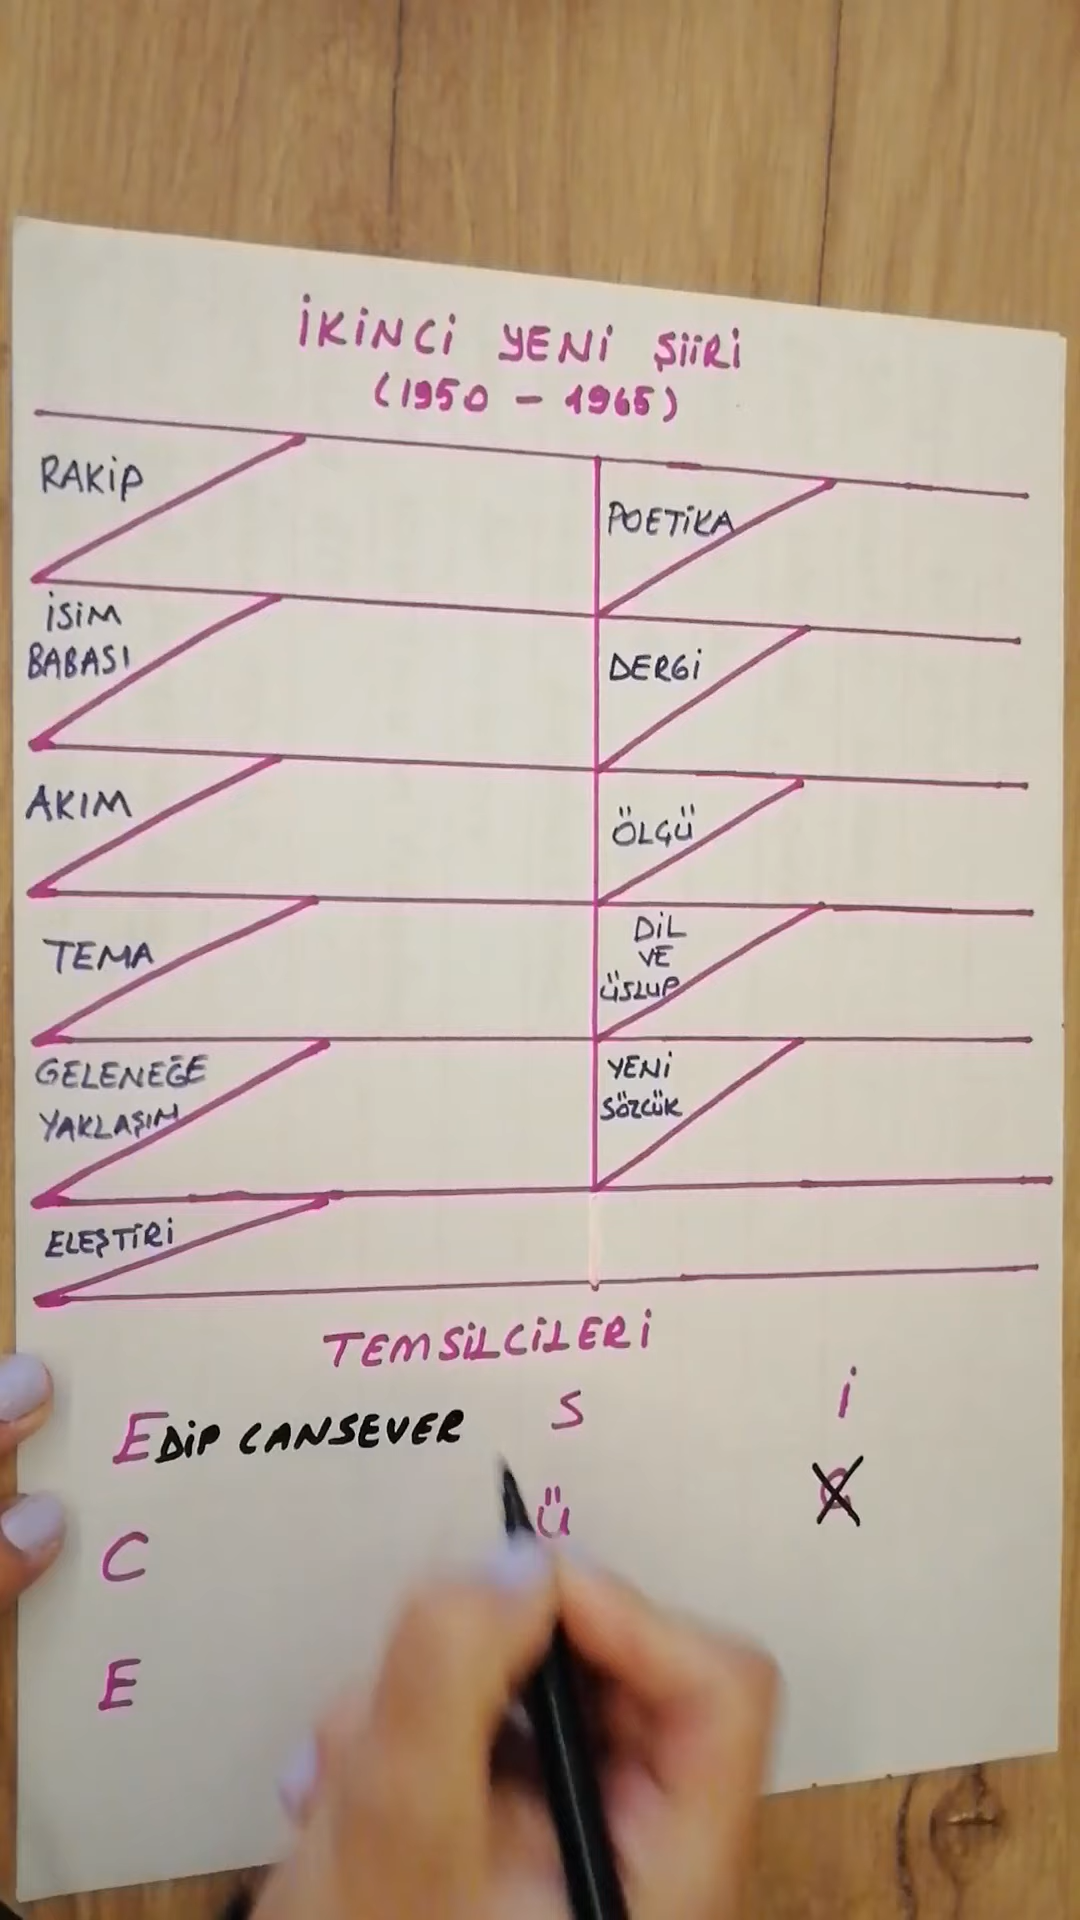 İKİNCİ YENİ ŞİİRİ
(1950 - 1965)
RAKİP
POETİKA
İSİM
BABASI
DERGİ
AKIM
ÖLÇÜ
TEMA
DİL
VE
ÜSLUP
GELENEĞE
YAKLAŞIM
YENİ
SÖZCÜK
ELEŞTİRİ
TEMSİLCİLERİ
EDİP CANSEVER
S
İ
Ü
C
E